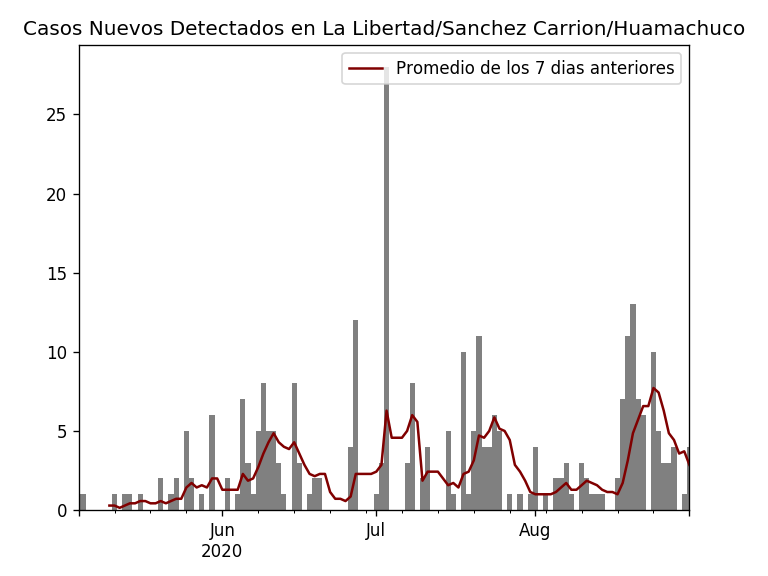 Casos Nuevos Detectados en La Libertad/Sanchez Carrion/Huamachuco
Promedio de los 7 dias anteriores
25
20
15
10
5
0
Jun
Jul
Aug
2020